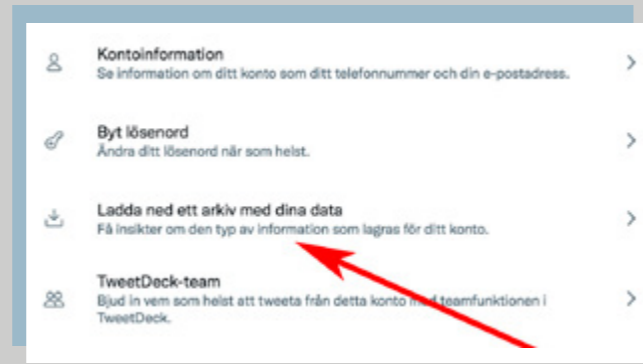 Kontoinformation
Se information om ditt konto som ditt telefonnummer och din e-postadress.
Byt lösenord
Ändra ditt lösenord när som helst.
Ladda ned ett arkiv med dina data
Få insikter om den typ av information som lagras för ditt konto.
TweetDeck-team
Bjud in vem som helst att tweeta från detta konto med teamfunktionen i
TweetDeck.